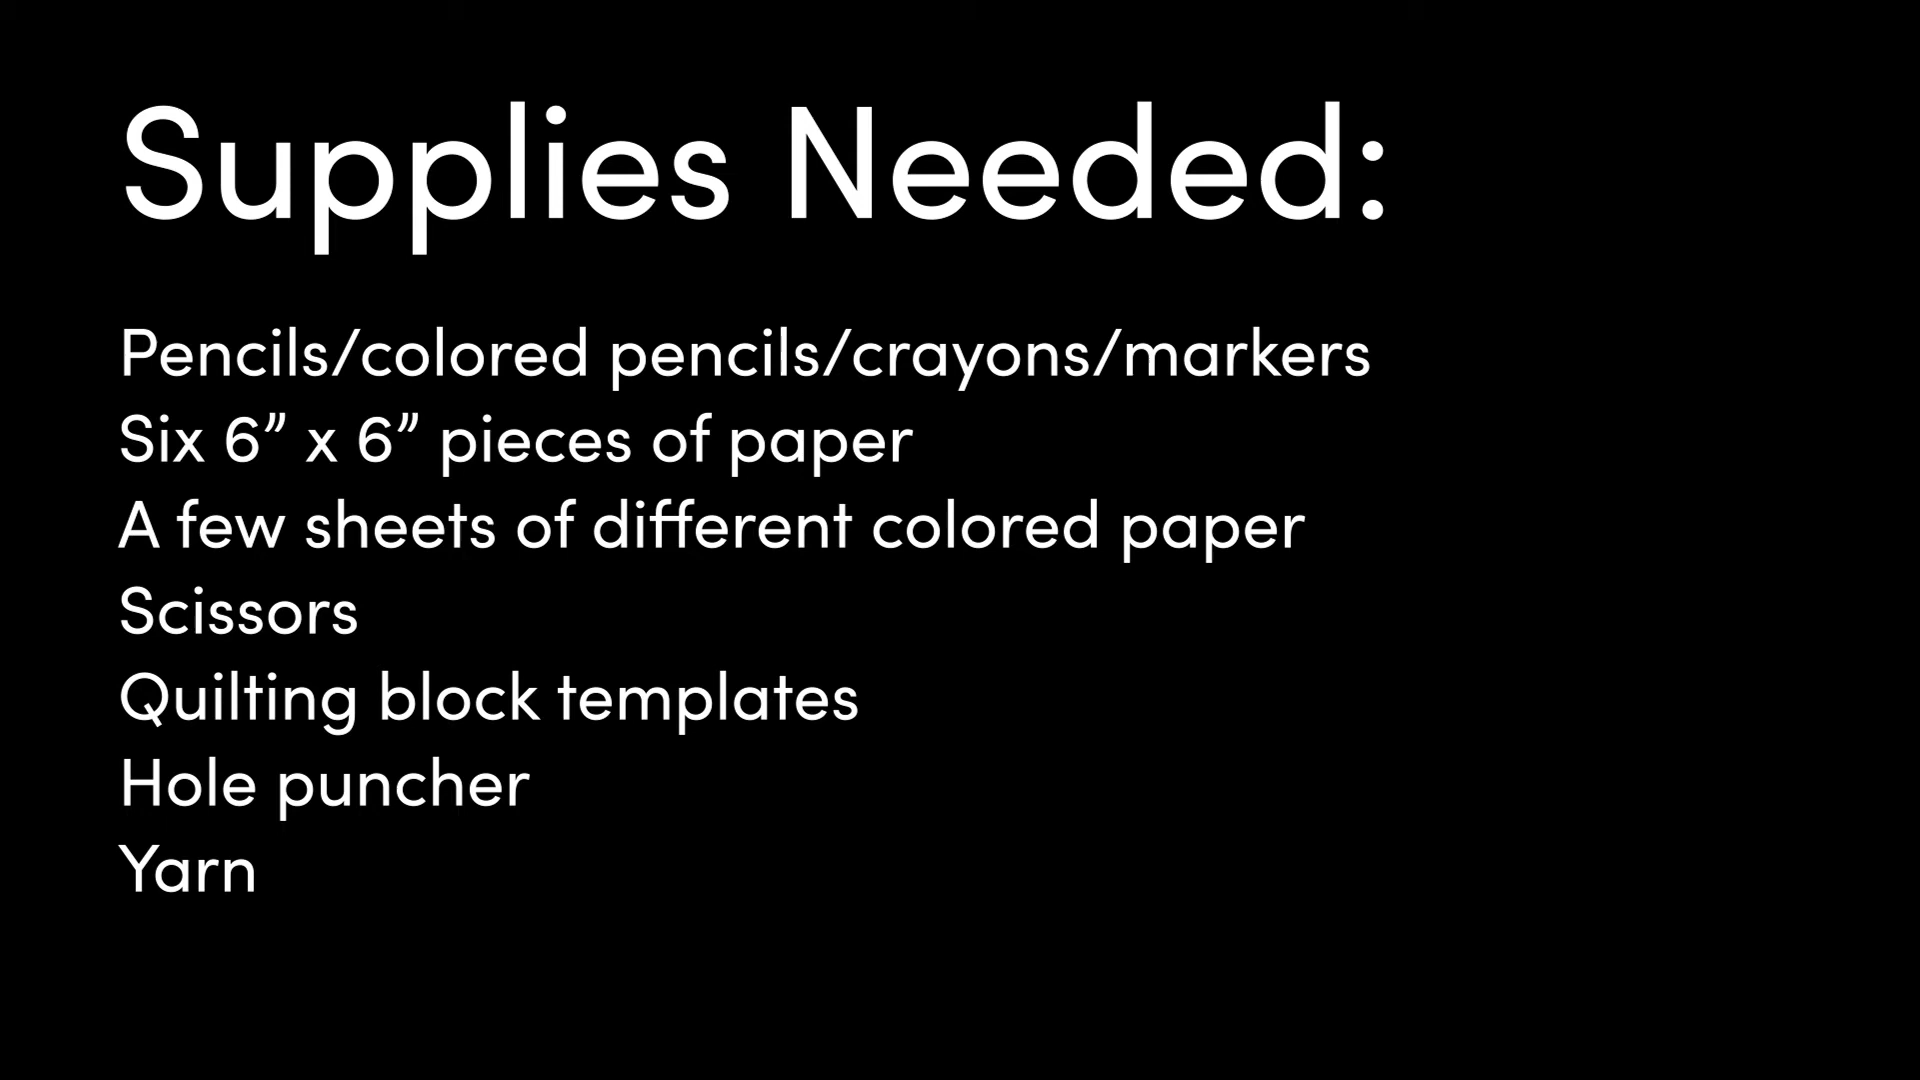 Supplies Needed:
Pencils/colored pencils/crayons/markers
Six 6” x 6” pieces of paper
A few sheets of different colored paper
Scissors
Quilting block templates
Hole puncher
Yarn